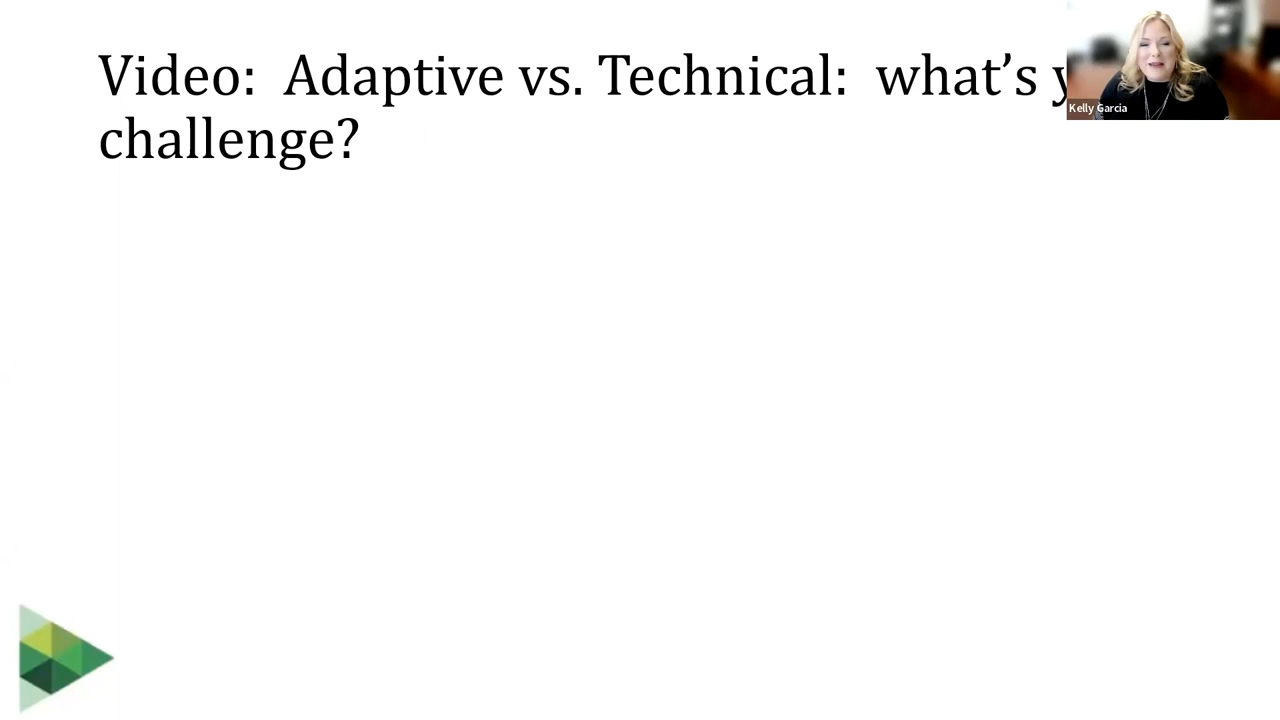 Video:  Adaptive vs. Technical:  what’s
challenge?
Kelly Garcia